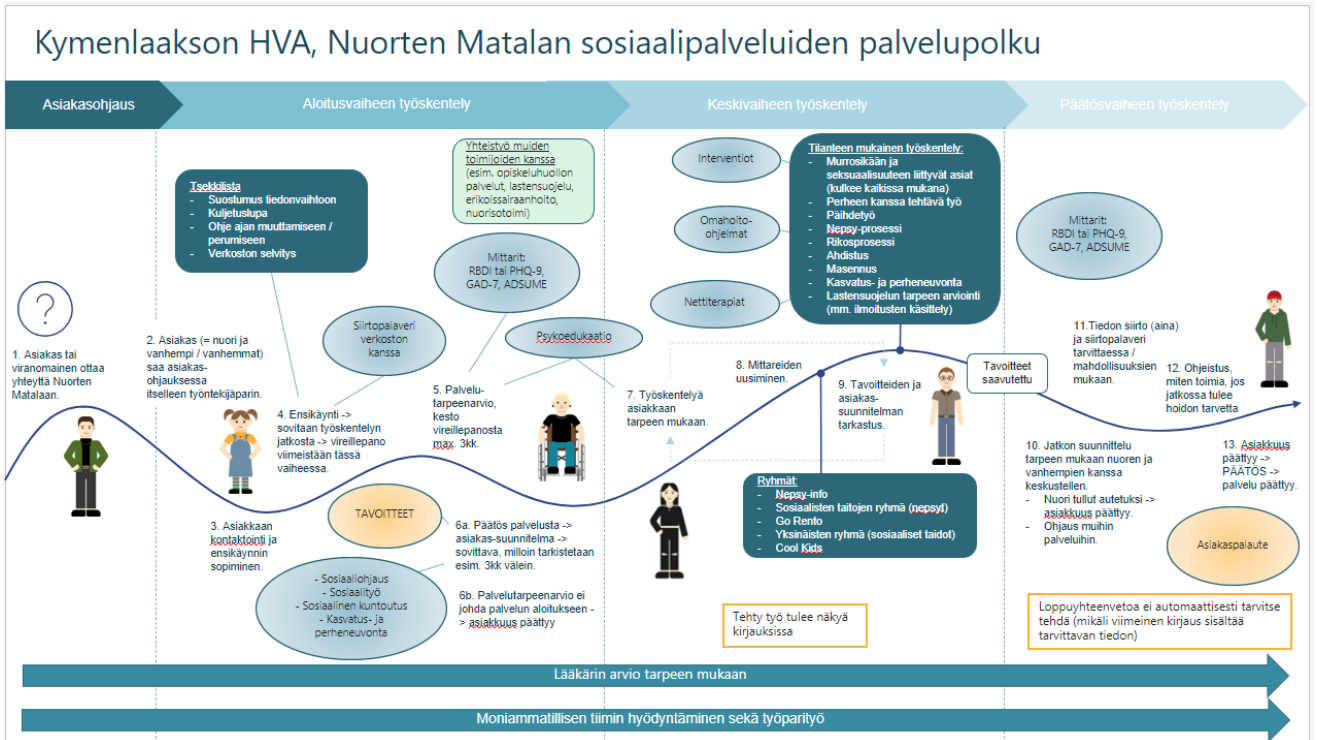 Kymenlaakson HVA, Nuorten Matalan sosiaalipalveluiden palvelupolku
Asiakasohjaus
Aloitusvaiheen työskentely
Keskivaiheen työskentely
Päätösvaiheen työskentely
?
1. Asiakas tai
viranomainen ottaa
yhteyttä Nuorten
Matalaan.
2. Asiakas (= nuori ja
vanhempi / vanhemmat)
saa asiakas-
ohjauksessa
itselleen työntekijäparin.
Tsekkilista
- Suostumus tiedonvaihtoon
- Kuljetuslupa
- Ohje ajan muuttamiseen /
perumiseen
- Verkoston selvitys
3. Asiakkaan
kontaktointi ja
ensikäynnin
sopiminen.
Siirtopalaveri
verkoston
kanssa
4. Ensikäynti ->
sovitaan työskentelyn
jatkosta -> vireillepano
viimeistään tässä
vaiheessa.
Yhteistyö muiden
toimijoiden kanssa
(esim. opiskeluhuollon
palvelut, lastensuojelu,
erikoissairaanhoito,
nuorisotoimi)
Mittarit:
RBDI tai PHQ-9,
GAD-7, ADSUME
Psykoedukaatio
5. Palvelu-
tarpeenarvio,
kesto
vireillepanosta
max. 3kk.
TAVOITTEET
- Sosiaaliohjaus
- Sosiaalityö
- Sosiaalinen kuntoutus
- Kasvatus- ja
perheneuvonta
6a. Päätös palvelusta ->
asiakas-suunnitelma ->
sovittava, milloin tarkistetaan
esim. 3kk välein.
6b. Palvelutarpeenarvio ei
johda palvelun aloitukseen -
> asiakkuus päättyy
7. Työskentelyä
asiakkaan
tarpeen mukaan.
Interventiot
Omahoito-
ohjelmat
Nettiterapiat
Tilanteen mukainen työskentely:
- Murrosikään ja
seksuaalisuuteen liittyvät asiat
(kulkee kaikissa mukana)
- Perheen kanssa tehtävä työ
- Päihdetyö
- Nepsy-prosessi
- Rikosprosessi
- Ahdistus
- Masennus
- Kasvatus- ja perheneuvonta
- Lastensuojelun tarpeen arviointi
(mm. ilmoitusten käsittely)
8. Mittareiden
uusiminen.
9. Tavoitteiden ja
asiakas-
suunnitelman
tarkastus.
Ryhmät:
- Nepsy-info
- Sosiaalisten taitojen ryhmä (nepsyt)
- Go Rento
- Yksinäisten ryhmä (sosiaaliset taidot)
- Cool Kids
Tehty työ tulee näkyä
kirjauksissa
Tavoitteet
saavutettu
Mittarit:
RBDI tai PHQ-9,
GAD-7, ADSUME
10. Jatkon suunnittelu
tarpeen mukaan nuoren ja
vanhempien kanssa
keskustellen.
- Nuori tullut autetuksi ->
asiakkuus päättyy.
- Ohjaus muihin
palveluihin.
11.Tiedon siirto (aina)
ja siirtopalaveri
tarvittaessa /
mahdollisuuksien
mukaan.
12. Ohjeistus,
miten toimia, jos
jatkossa tulee
hoidon tarvetta
13. Asiakkuus
päättyy ->
PÄÄTÖS ->
palvelu päättyy.
Asiakaspalaute
Loppuyhteenvetoa ei automaattisesti tarvitse
tehdä (mikäli viimeinen kirjaus sisältää
tarvittavan tiedon)
Lääkärin arvio tarpeen mukaan
Moniammatillisen tiimin hyödyntäminen sekä työparityö